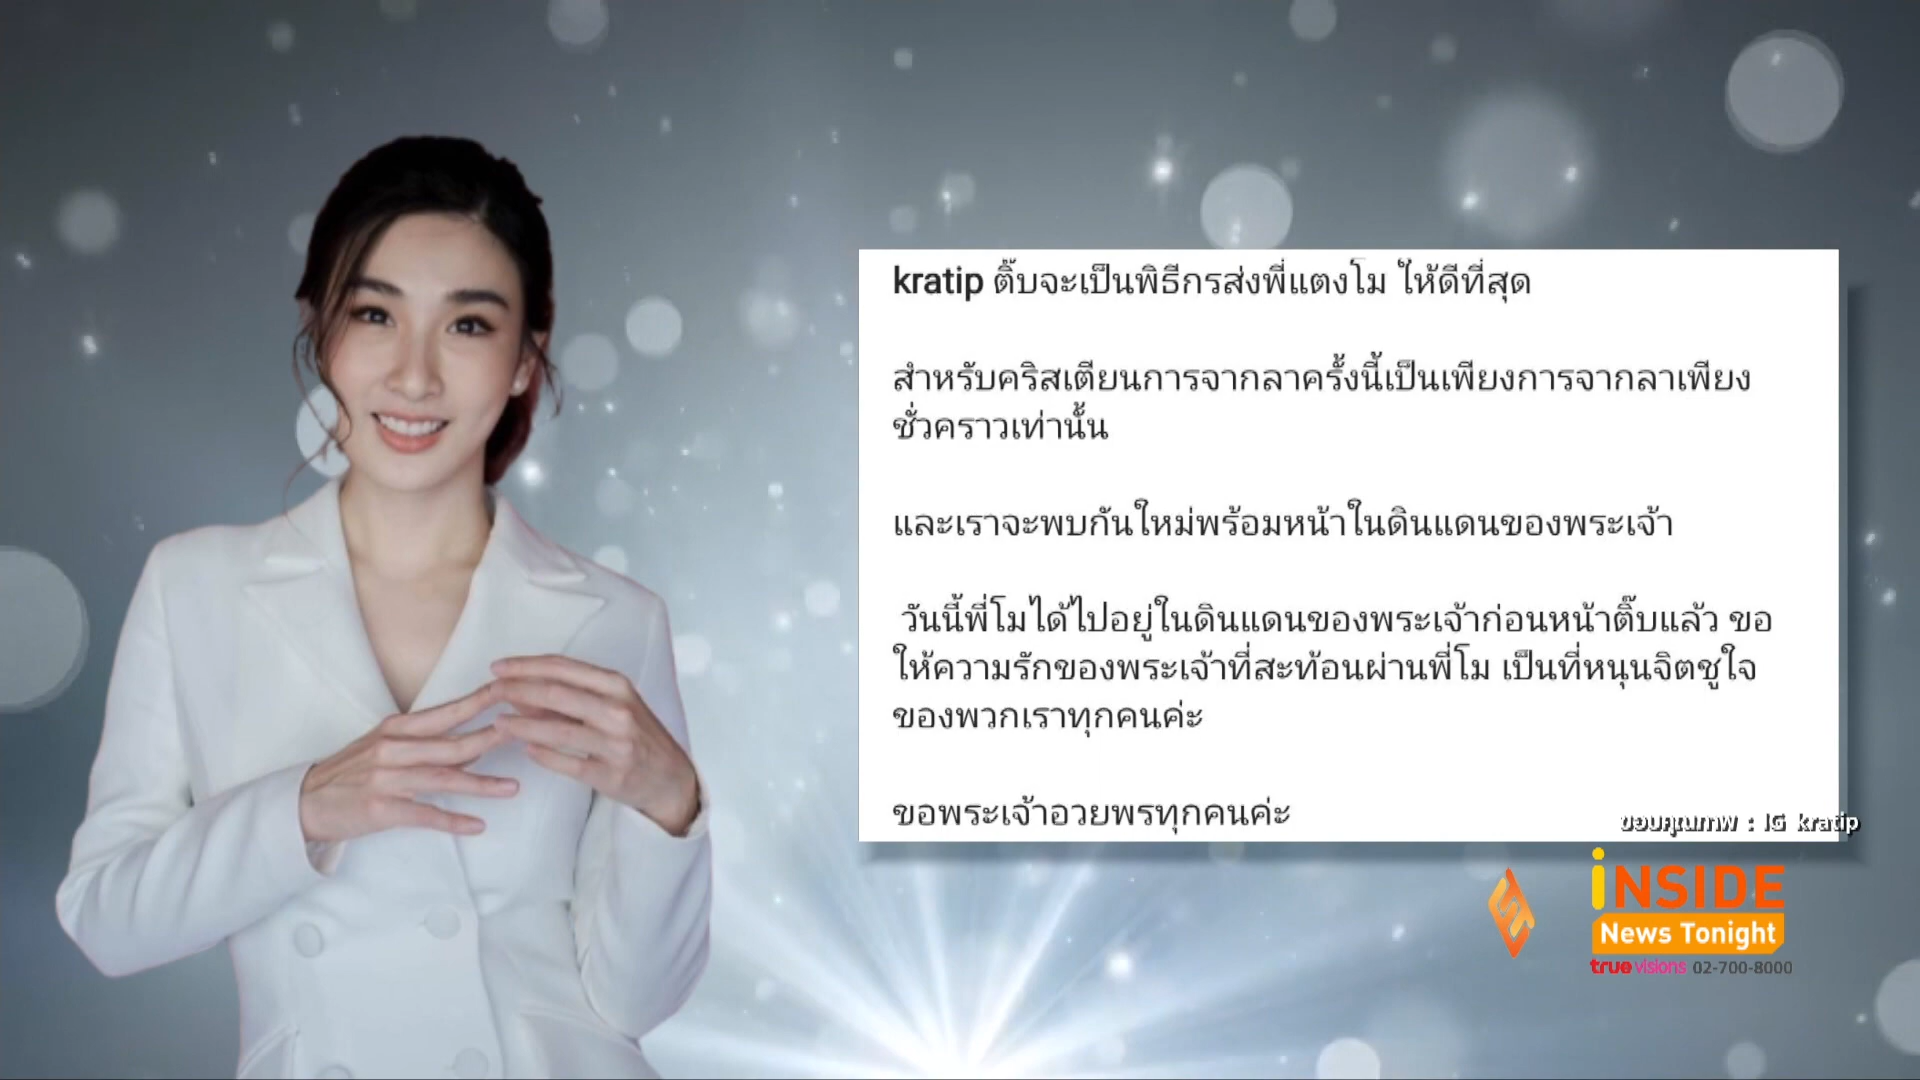 kratip ติ๊บจะเป็นพิธีกรส่งพี่แตงโม ให้ดีที่สุด
สำหรับคริสเตียนการจากลาครั้งนี้เป็นเพียงการจากลาเพียง
ชั่วคราวเท่านั้น
และเราจะพบกันใหม่พร้อมหน้าในดินแดนของพระเจ้า
วันนี้พี่โมได้ไปอยู่ในดินแดนของพระเจ้าก่อนหน้าติ๊บแล้ว ขอ
ให้ความรักของพระเจ้าที่สะท้อนผ่านพี่โม เป็นที่หนุนจิตชูใจ
ของพวกเราทุกคนค่ะ
ขอพระเจ้าอวยพรทุกคนค่ะ
ขอบคุณภาพ : IG kratip
iNSIDE
News Tonight
truevisions 02-700-8000